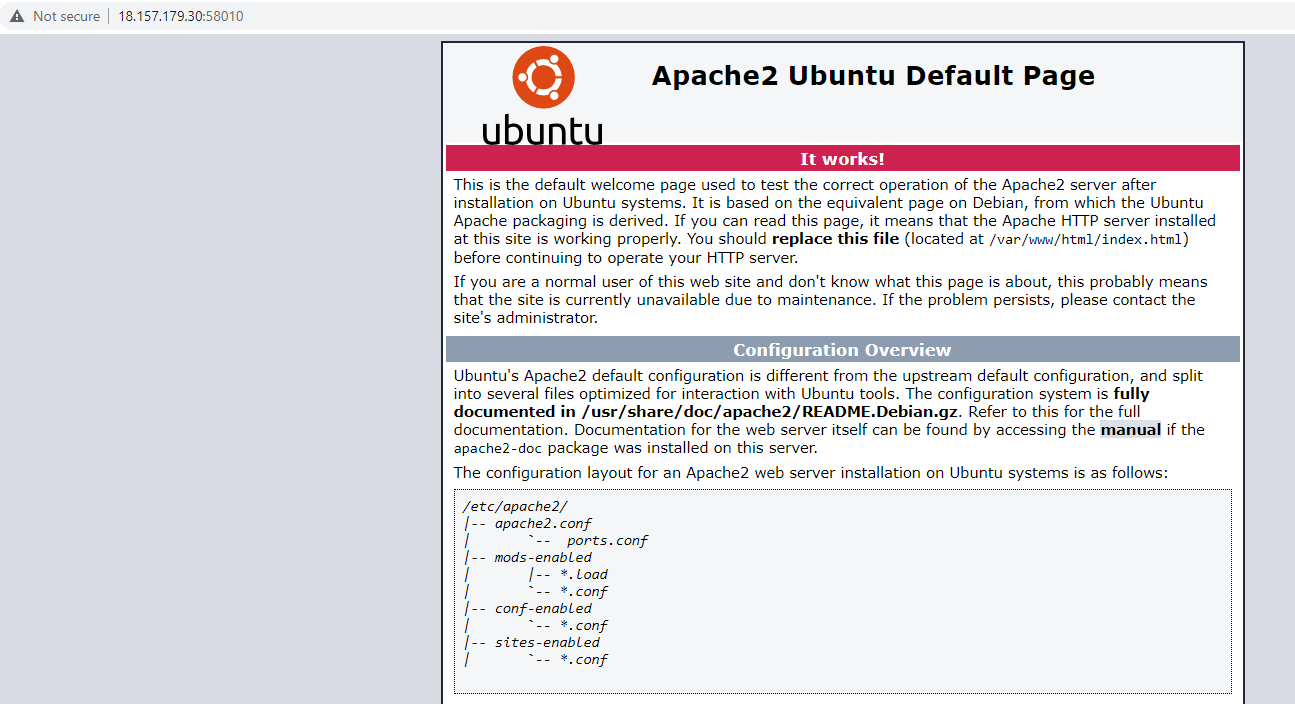 Not secure | 18.157.179.30:58010
Apache2 Ubuntu Default Page
ubuntu
It works!
This is the default welcome page used to test the correct operation of the Apache2 server after
installation on Ubuntu systems. It is based on the equivalent page on Debian, from which the Ubuntu
Apache packaging is derived. If you can read this page, it means that the Apache HTTP server installed
at this site is working properly. You should replace this file (located at /var/www/html/index.html)
before continuing to operate your HTTP server.
If you are a normal user of this web site and don't know what this page is about, this probably means
that the site is currently unavailable due to maintenance. If the problem persists, please contact the
site's administrator.
Configuration Overview
Ubuntu's Apache2 default configuration is different from the upstream default configuration, and split
into several files optimized for interaction with Ubuntu tools. The configuration system is fully
documented in /usr/share/doc/apache2/README.Debian.gz. Refer to this for the full
documentation. Documentation for the web server itself can be found by accessing the manual if the
apache2-doc package was installed on this server.
The configuration layout for an Apache2 web server installation on Ubuntu systems is as follows:
/etc/apache2/
|-- apache2.conf
|       `--  ports.conf
|-- mods-enabled
|       |-- *.load
|       `-- *.conf
|-- conf-enabled
|       `-- *.conf
|-- sites-enabled
|       `-- *.conf